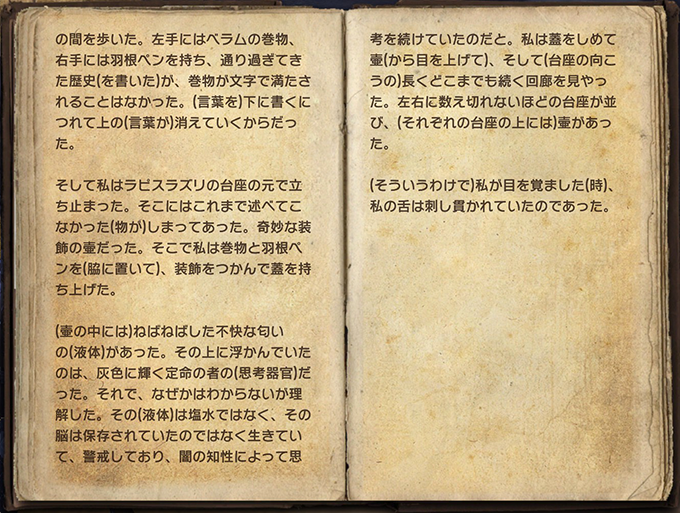 の間を歩いた。左手にはベラムの巻物、
右手には羽根ペンを持ち、通り過ぎてき
た歴史(を書いた)が、巻物が文字で満たさ
れることはなかった。(言葉を)下に書くに
つれて上の(言葉が)消えていくからだっ
た。
そして私はラピスラズリの台座の元で立
ち止まった。そこにはこれまで述べてこ
なかった(物が)しまってあった。奇妙な装
飾の壷だった。そこで私は巻物と羽根ペ
ンを(脇に置いて)、装飾をつかんで蓋を持
ち上げた。
(壷の中には)ねばねばした不快な匂い
の(液体)があった。その上に浮かんでいた
のは、灰色に輝く定命の者の(思考器官)だ
った。それで、なぜかはわからないが理
解した。その(液体)は塩水ではなく、その
脳は保存されていたのではなく生きてい
て、警戒しており、闇の知性によって思
考を続けていたのだと。私は蓋をしめて
壷(から目を上げて)、そして(台座の向こ
うの)長くどこまでも続く回廊を見やっ
た。左右に数え切れないほどの台座が並
び、(それぞれの台座の上には)壷があっ
た。
(そういうわけで)私が目を覚ました(時)、
私の舌は刺し貫かれていたのであった。